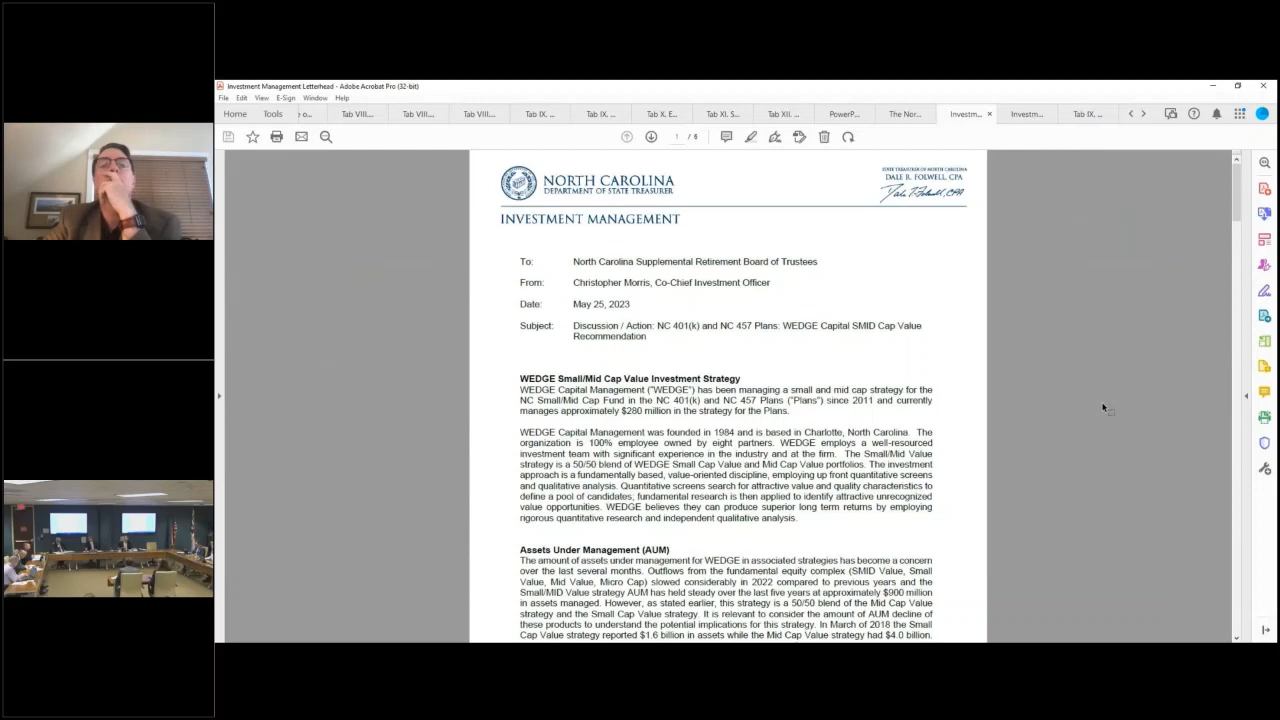 Investment Management Letterhead - Adobe Acrobat Pro (32-bit)
File Edit View E-Sign Window Help
Home Tools e o... Tab VIII.... Tab VIII.... Tab VIII.... Tab IX. ... Tab IX. ... Tab X. E... Tab XI. S... Tab XII. ... PowerP... The Nor... Investm... × Investm... Tab IX. ...
1 / 6
NORTH CAROLINA
DEPARTMENT OF STATE TREASURER
STATE TREASURER OF NORTH CAROLINA
DALE R. FOLWELL, CPA
Dale R. Folwell, CPA
INVESTMENT MANAGEMENT
To: North Carolina Supplemental Retirement Board of Trustees
From: Christopher Morris, Co-Chief Investment Officer
Date: May 25, 2023
Subject: Discussion / Action: NC 401(k) and NC 457 Plans: WEDGE Capital SMID Cap Value
Recommendation
WEDGE Small/Mid Cap Value Investment Strategy
WEDGE Capital Management ("WEDGE") has been managing a small and mid cap strategy for the
NC Small/Mid Cap Fund in the NC 401(k) and NC 457 Plans ("Plans") since 2011 and currently
manages approximately $280 million in the strategy for the Plans.
WEDGE Capital Management was founded in 1984 and is based in Charlotte, North Carolina. The
organization is 100% employee owned by eight partners. WEDGE employs a well-resourced
investment team with significant experience in the industry and at the firm. The Small/Mid Value
strategy is a 50/50 blend of WEDGE Small Cap Value and Mid Cap Value portfolios. The investment
approach is a fundamentally based, value-oriented discipline, employing up front quantitative screens
and qualitative analysis. Quantitative screens search for attractive value and quality characteristics to
define a pool of candidates; fundamental research is then applied to identify attractive unrecognized
value opportunities. WEDGE believes they can produce superior long term returns by employing
rigorous quantitative research and independent qualitative analysis.
Assets Under Management (AUM)
The amount of assets under management for WEDGE in associated strategies has become a concern
over the last several months. Outflows from the fundamental equity complex (SMID Value, Small
Value, Mid Value, Micro Cap) slowed considerably in 2022 compared to previous years and the
Small/MID Value strategy AUM has held steady over the last five years at approximately $900 million
in assets managed. However, as stated earlier, this strategy is a 50/50 blend of the Mid Cap Value
strategy and the Small Cap Value strategy. It is relevant to consider the amount of AUM decline of
these products to understand the potential implications for this strategy. In March of 2018 the Small
Cap Value strategy reported $1.6 billion in assets while the Mid Cap Value strategy had $4.0 billion.